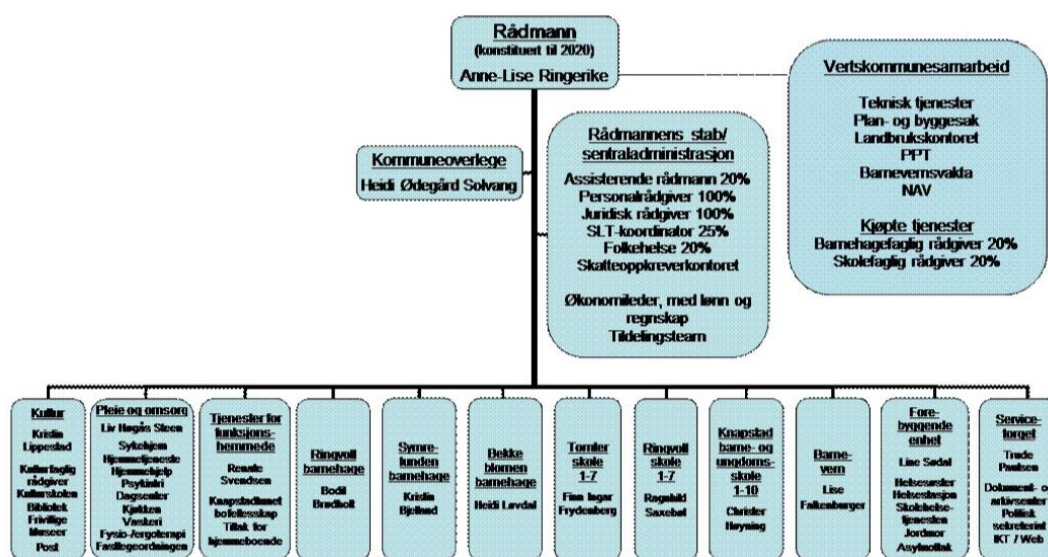 Rådmann
(konstituert til 2020)
Anne-Lise Ringerike
Vertskommunesamarbeid
Teknisk tjenester
Plan- og byggesak
Landbrukskontoret
PPT
Barnevernsvakta
NAV
Kjøpte tjenester
Barnehagefaglig rådgiver 20%
Skolefaglig rådgiver 20%
Kommuneoverlege
Heidi Ødegård Solvang
Rådmannens stab/
sentraladministrasjon
Assisterende rådmann 20%
Personalrådgiver 100%
Juridisk rådgiver 100%
SLT-koordinator 25%
Folkehelse 20%
Skatteoppkreverkontoret
Økonomileder, med lønn og
regnskap
Tildelingsteam
Kultur
Kristin
Lippestad
Kulturfaglig
rådgiver
Kulturskolen
Bibliotek
Frivillige
Museer
Post
Pleie og omsorg
Liv Høgås Steen
Sykehjem
Hjemmetjeneste
Hjemmehjelp
Psykiatri
Dagsenter
Kjøkken
Vaskeri
Fysio-/ergoterapi
Fastlegeordningen
Tjenester for
funksjons-
hemmede
Renate
Svendsen
Knapstadtunet
bofellesskap
Tiltak for
hjemmeboende
Ringvoll
barnehage
Bodil
Bredholt
Symre-
funden
barnehage
Kristin
Bjelland
Bekke
blomen
barnehage
Heidi Løvdal
Tomter
skole
1-7
Finn Ingar
Frydenberg
Ringvoll
skole
1-7
Ragnhild
Saxebøl
Knapstad
barne- og
ungdoms-
skole
1-10
Christer
Høyning
Barne-
vern
Lise
Falkenburger
Fore-
byggende
enhet
Line Sødal
Helsesøster
Helsestasjon
Skolehelse-
tjenesten
Jordmor
Asylmottak
Service-
torget
Trude
Paulsen
Dokument- og
arkivsenter
Politisk
sekretariat
IKT / Web